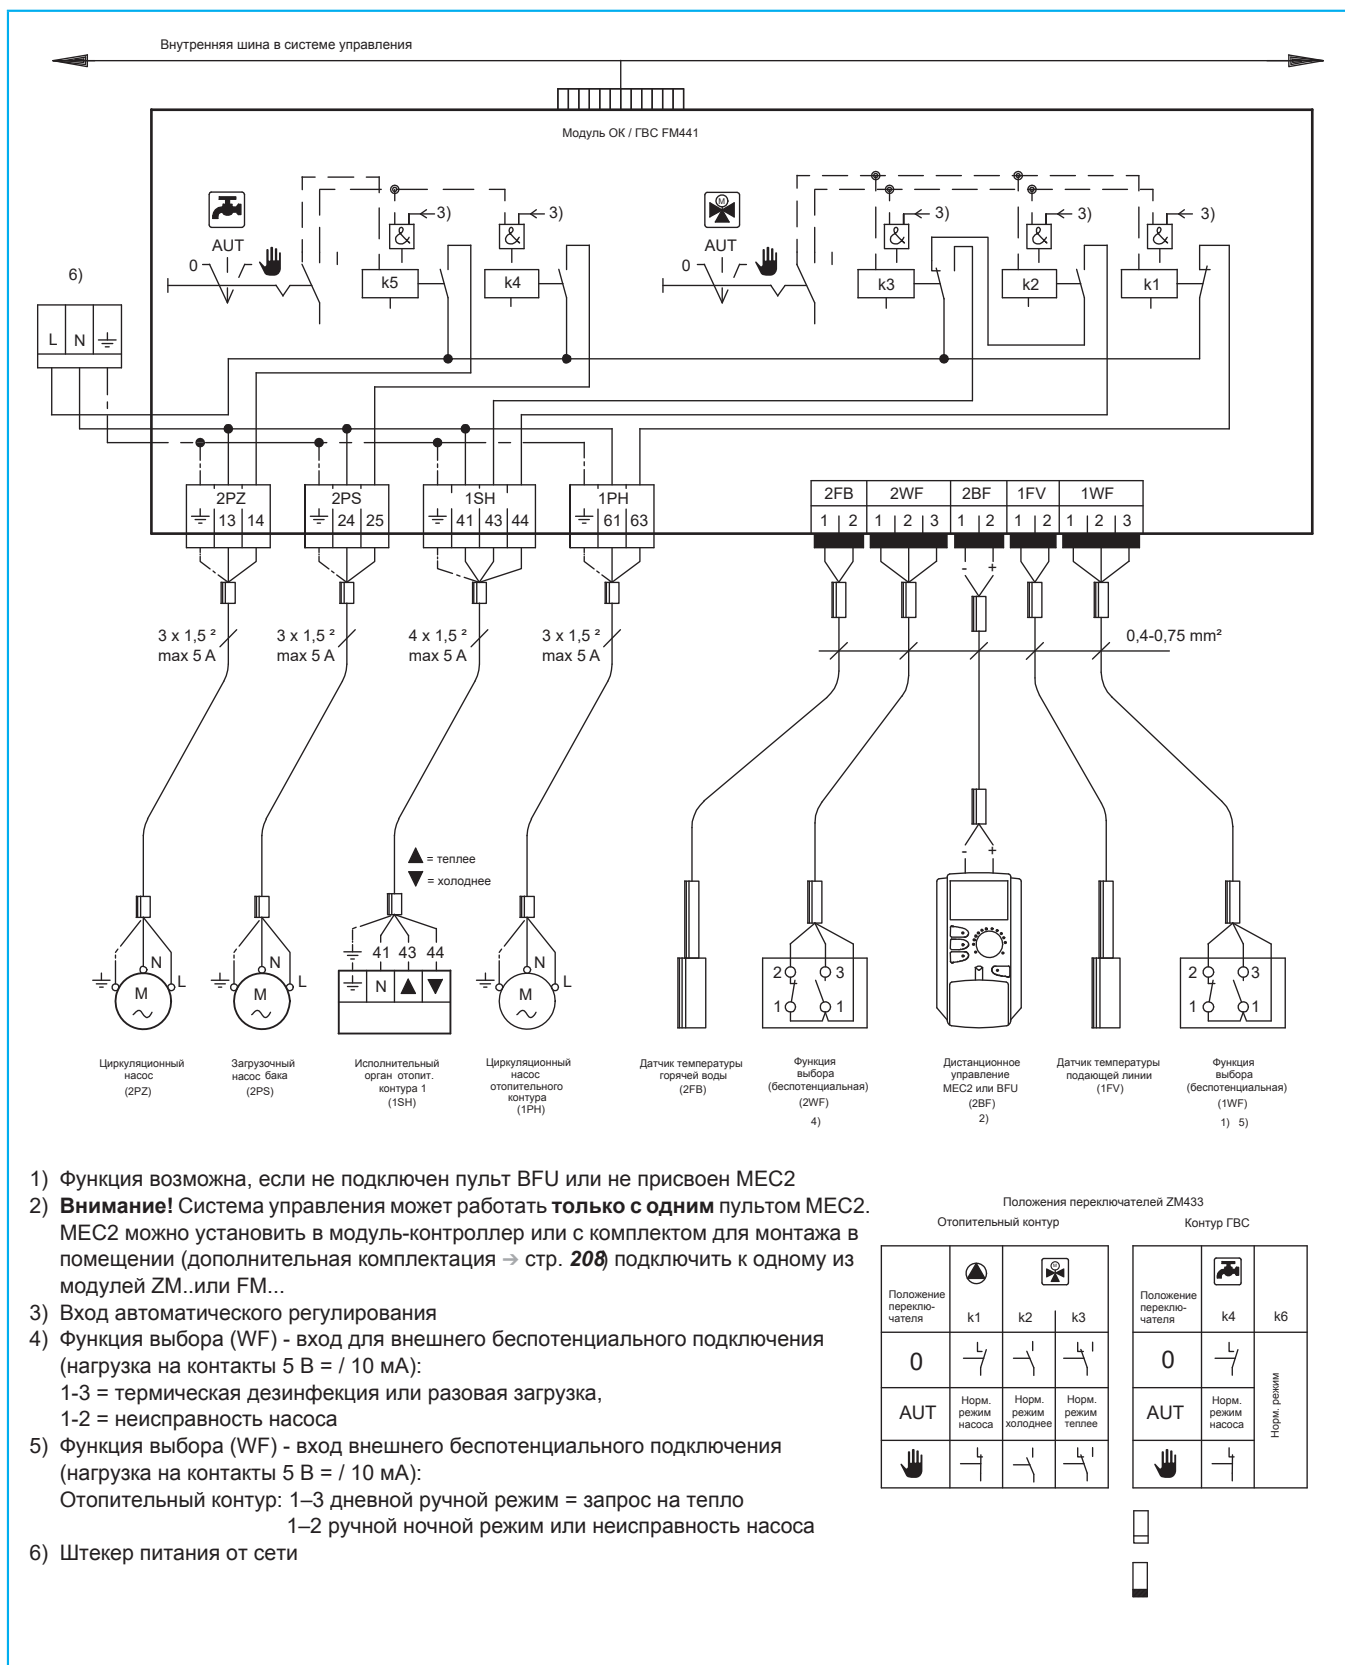 Внутренняя шина в системе управления
Модуль ОК / ГВС FM441
AUT
0
3)
3)
k5
k4
M
AUT
0
3)
3)
3)
k3
k2
k1
6)
L N
2PZ
13 14
2PS
24 25
1SH
41 43 44
1PH
61 63
2FB
1 2
2WF
1 2 3
2BF
1 2
1FV
1 2
1WF
1 2 3
- +
3 x 1,5 ²
max 5 A
3 x 1,5 ²
max 5 A
4 x 1,5 ²
max 5 A
3 x 1,5 ²
max 5 A
0,4-0,75 mm²
▲ = теплее
▼ = холоднее
- +
41 43 44
N ▲ ▼
N
L
M
N
L
M
N
L
M
2 3
1 1
2 3
1 1
Циркуляционный
насос
(2PZ)
Загрузочный
насос бака
(2PS)
Исполнительный
орган отопит.
контура 1
(1SH)
Циркуляционный
насос
отопительного
контура
(1PH)
Датчик температуры
горячей воды
(2FB)
Функция
выбора
(беспотенциальная)
(2WF)
4)
Дистанционное
управление
MEC2 или BFU
(2BF)
2)
Датчик температуры
подающей линии
(1FV)
Функция
выбора
(беспотенциальная)
(1WF)
1) 5)
1) Функция возможна, если не подключен пульт BFU или не присвоен MEC2
2) Внимание! Система управления может работать только с одним пультом MEC2.
MEC2 можно установить в модуль-контроллер или с комплектом для монтажа в
помещении (дополнительная комплектация → стр. 208) подключить к одному из
модулей ZM..или FM...
3) Вход автоматического регулирования
4) Функция выбора (WF) - вход для внешнего беспотенциального подключения
(нагрузка на контакты 5 В = / 10 мА):
1-3 = термическая дезинфекция или разовая загрузка,
1-2 = неисправность насоса
5) Функция выбора (WF) - вход внешнего беспотенциального подключения
(нагрузка на контакты 5 В = / 10 мА):
Отопительный контур: 1–3 дневной ручной режим = запрос на тепло
1–2 ручной ночной режим или неисправность насоса
6) Штекер питания от сети
Положения переключателей ZM433
Отопительный контур
Контур ГВС
Положение
переклю-
чателя
k1 k2 k3
0
AUT
Норм.
режим
насоса
Норм.
режим
холоднее
Норм.
режим
теплее
Положение
переклю-
чателя
k4 k6
0
AUT
Норм.
режим
насоса
Норм. режим